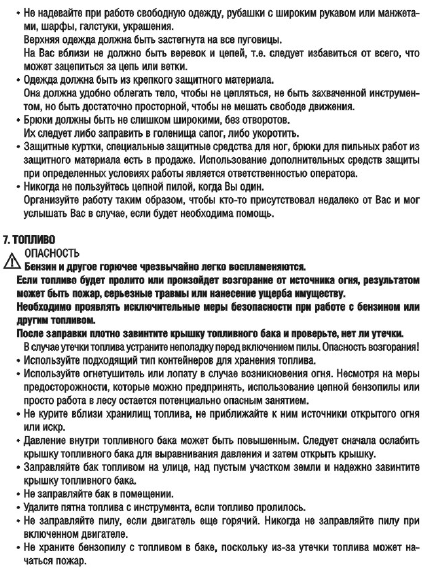 • Не надевайте при работе свободную одежду, рубашки с широким рукавом или манжета-
ми, шарфы, галстуки, украшения.
Верхняя одежда должна быть застегнута на все пуговицы.
На Вас вблизи не должно быть веревок и цепей, т.е. следует избавиться от всего, что
может зацепиться за цепь или ветки.
• Одежда должна быть из крепкого защитного материала.
Она должна удобно облегать тело, чтобы не цепляться, не быть захваченной инструмен-
том, но быть достаточно просторной, чтобы не мешать свободе движения.
• Брюки должны быть не слишком широкими, без отворотов.
Их следует либо заправить в голенища сапог, либо укоротить.
• Защитные куртки, специальные защитные средства для ног, брюки для пильных работ из
защитного материала есть в продаже. Использование дополнительных средств защиты
при определенных условиях работы является ответственностью оператора.
• Никогда не пользуйтесь цепной пилой, когда Вы один.
Организуйте работу таким образом, чтобы кто-то присутствовал недалеко от Вас и мог
услышать Вас в случае, если будет необходима помощь.
7. ТОПЛИВО
ОПАСНОСТЬ
Бензин и другое горючее чрезвычайно легко воспламеняются.
Если топливо будет пролито или произойдет возгорание от источника огня, результатом
может быть пожар, серьезные травмы или нанесение ущерба имуществу.
Необходимо проявлять исключительные меры безопасности при работе с бензином или
другим топливом.
После заправки плотно завинтите крышку топливного бака и проверьте, нет ли утечки.
В случае утечки топлива устраните неполадку перед включением пилы. Опасность возгорания!
• Используйте подходящий тип контейнеров для хранения топлива.
• Используйте огнетушитель или лопату в случае возникновения огня. Несмотря на меры
предосторожности, которые можно предпринять, использование цепной бензопилы или
просто работа в лесу остается потенциально опасным занятием.
• Не курите вблизи хранилищ топлива, не приближайте к ним источники открытого огня
или искр.
• Давление внутри топливного бака может быть повышенным. Следует сначала ослабить
крышку топливного бака для выравнивания давления и затем открыть крышку.
• Заправляйте бак топливом на улице, над пустым участком земли и надежно завинтите
крышку топливного бака.
• Не заправляйте бак в помещении.
• Удалите пятна топлива с инструмента, если топливо пролилось.
• Не заправляйте пилу, если двигатель еще горячий. Никогда не заправляйте пилу при
включенном двигателе.
• Не храните бензопилу с топливом в баке, поскольку из-за утечки топлива может на-
чаться пожар.